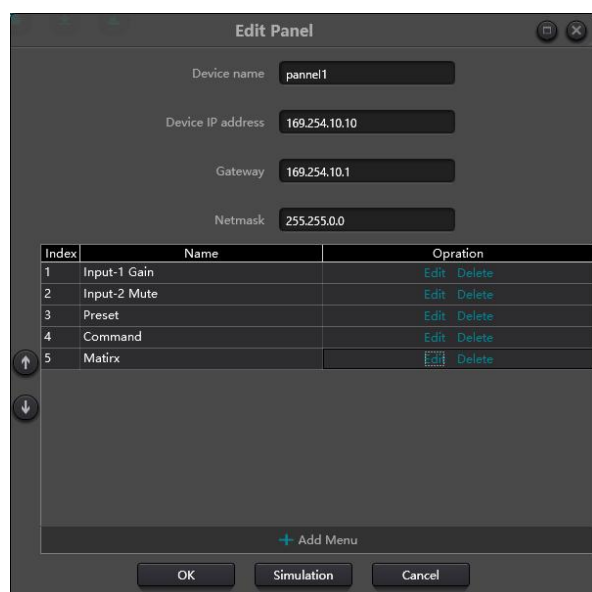 Edit Panel
Device name pannel1
Device IP address 169.254.10.10
Gateway 169.254.10.1
Netmask 255.255.0.0
Index Name Opration
1 Input-1 Gain Edit Delete
2 Input-2 Mute Edit Delete
3 Preset Edit Delete
4 Command Edit Delete
5 Matirx Edit Delete
+ Add Menu
OK Simulation Cancel